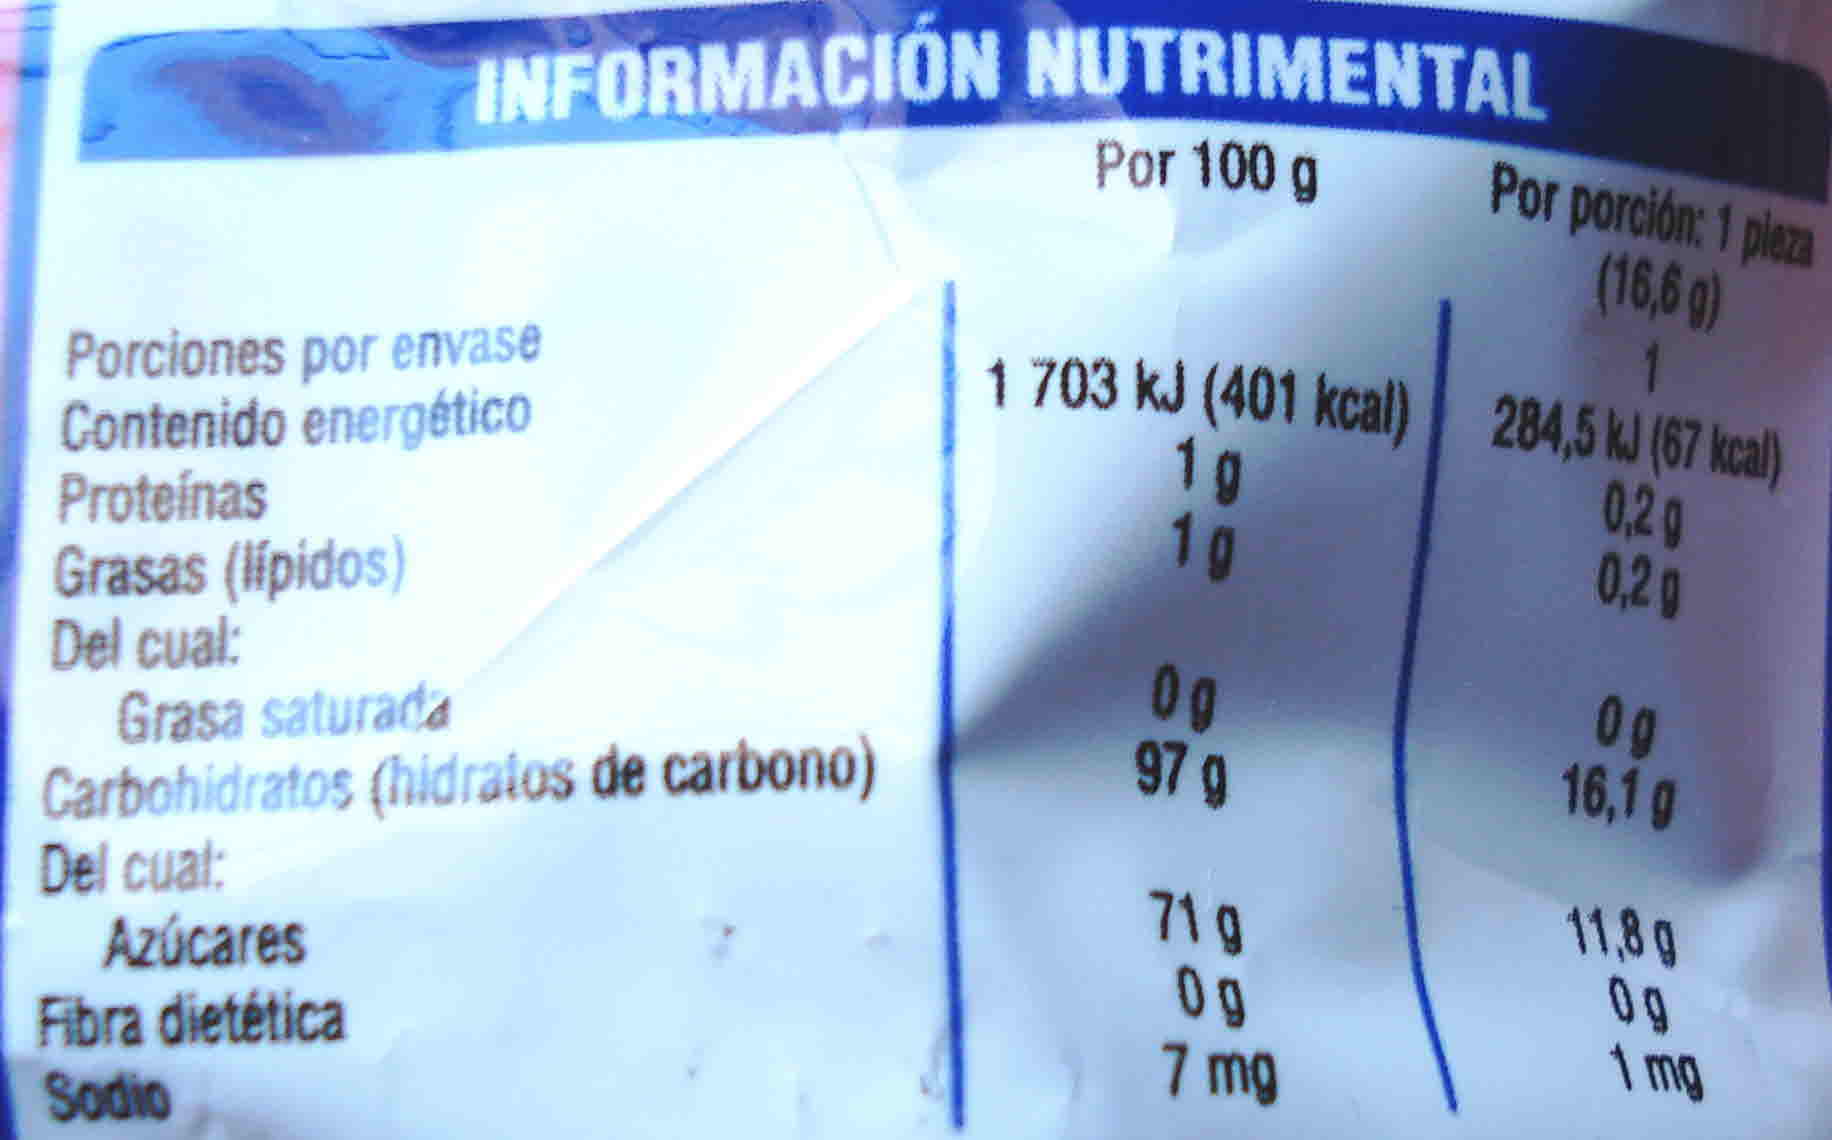 INFORMACIÓN NUTRIMENTAL
Por 100 g Por porción: 1 pieza
(16,6 g)
Porciones por envase 1
Contenido energético 1 703 kJ (401 kcal) 284,5 kJ (67 kcal)
Proteínas 1 g 0,2 g
Grasas (lípidos) 1 g 0,2 g
Del cual:
Grasa saturada 0 g 0 g
Carbohidratos (hidratos de carbono) 97 g 16,1 g
Del cual:
Azúcares 71 g 11,8 g
Fibra dietética 0 g 0 g
Sodio 7 mg 1 mg